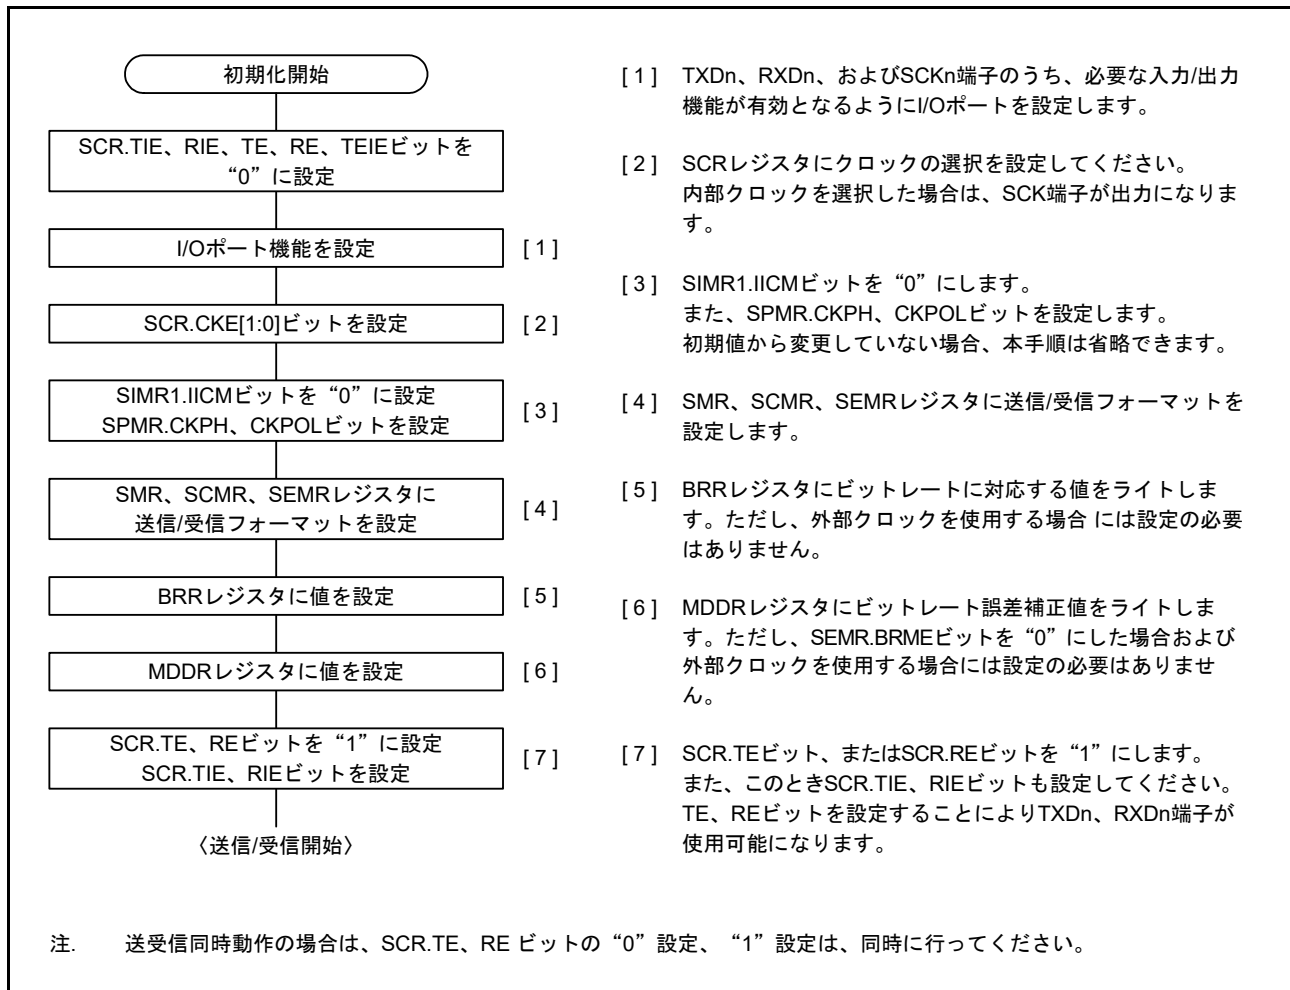 初期化開始
SCR.TIE、RIE、TE、RE、TEIEビットを
“0”に設定
I/Oポート機能を設定
[ 1 ]
SCR.CKE[1:0]ビットを設定
[ 2 ]
SIMR1.IICMビットを“0”に設定
SPMR.CKPH、CKPOLビットを設定
[ 3 ]
SMR、SCMR、SEMRレジスタに
送信/受信フォーマットを設定
[ 4 ]
BRRレジスタに値を設定
[ 5 ]
MDDRレジスタに値を設定
[ 6 ]
SCR.TE、REビットを“1”に設定
SCR.TIE、RIEビットを設定
[ 7 ]
〈送信/受信開始〉
[ 1 ] TXDn、RXDn、およびSCKn端子のうち、必要な入力/出力
機能が有効となるようにI/Oポートを設定します。
[ 2 ] SCRレジスタにクロックの選択を設定してください。
内部クロックを選択した場合は、SCK端子が出力になりま
す。
[ 3 ] SIMR1.IICMビットを“0”にします。
また、SPMR.CKPH、CKPOLビットを設定します。
初期値から変更していない場合、本手順は省略できます。
[ 4 ] SMR、SCMR、SEMRレジスタに送信/受信フォーマットを
設定します。
[ 5 ] BRRレジスタにビットレートに対応する値をライトしま
す。ただし、外部クロックを使用する場合 には設定の必要
はありません。
[ 6 ] MDDRレジスタにビットレート誤差補正値をライトしま
す。ただし、SEMR.BRMEビットを“0”にした場合および
外部クロックを使用する場合には設定の必要はありませ
ん。
[ 7 ] SCR.TEビット、またはSCR.REビットを“1”にします。
また、このときSCR.TIE、RIEビットも設定してください。
TE、REビットを設定することによりTXDn、RXDn端子が
使用可能になります。
注. 送受信同時動作の場合は、SCR.TE、RE ビットの“0”設定、“1”設定は、同時に行ってください。